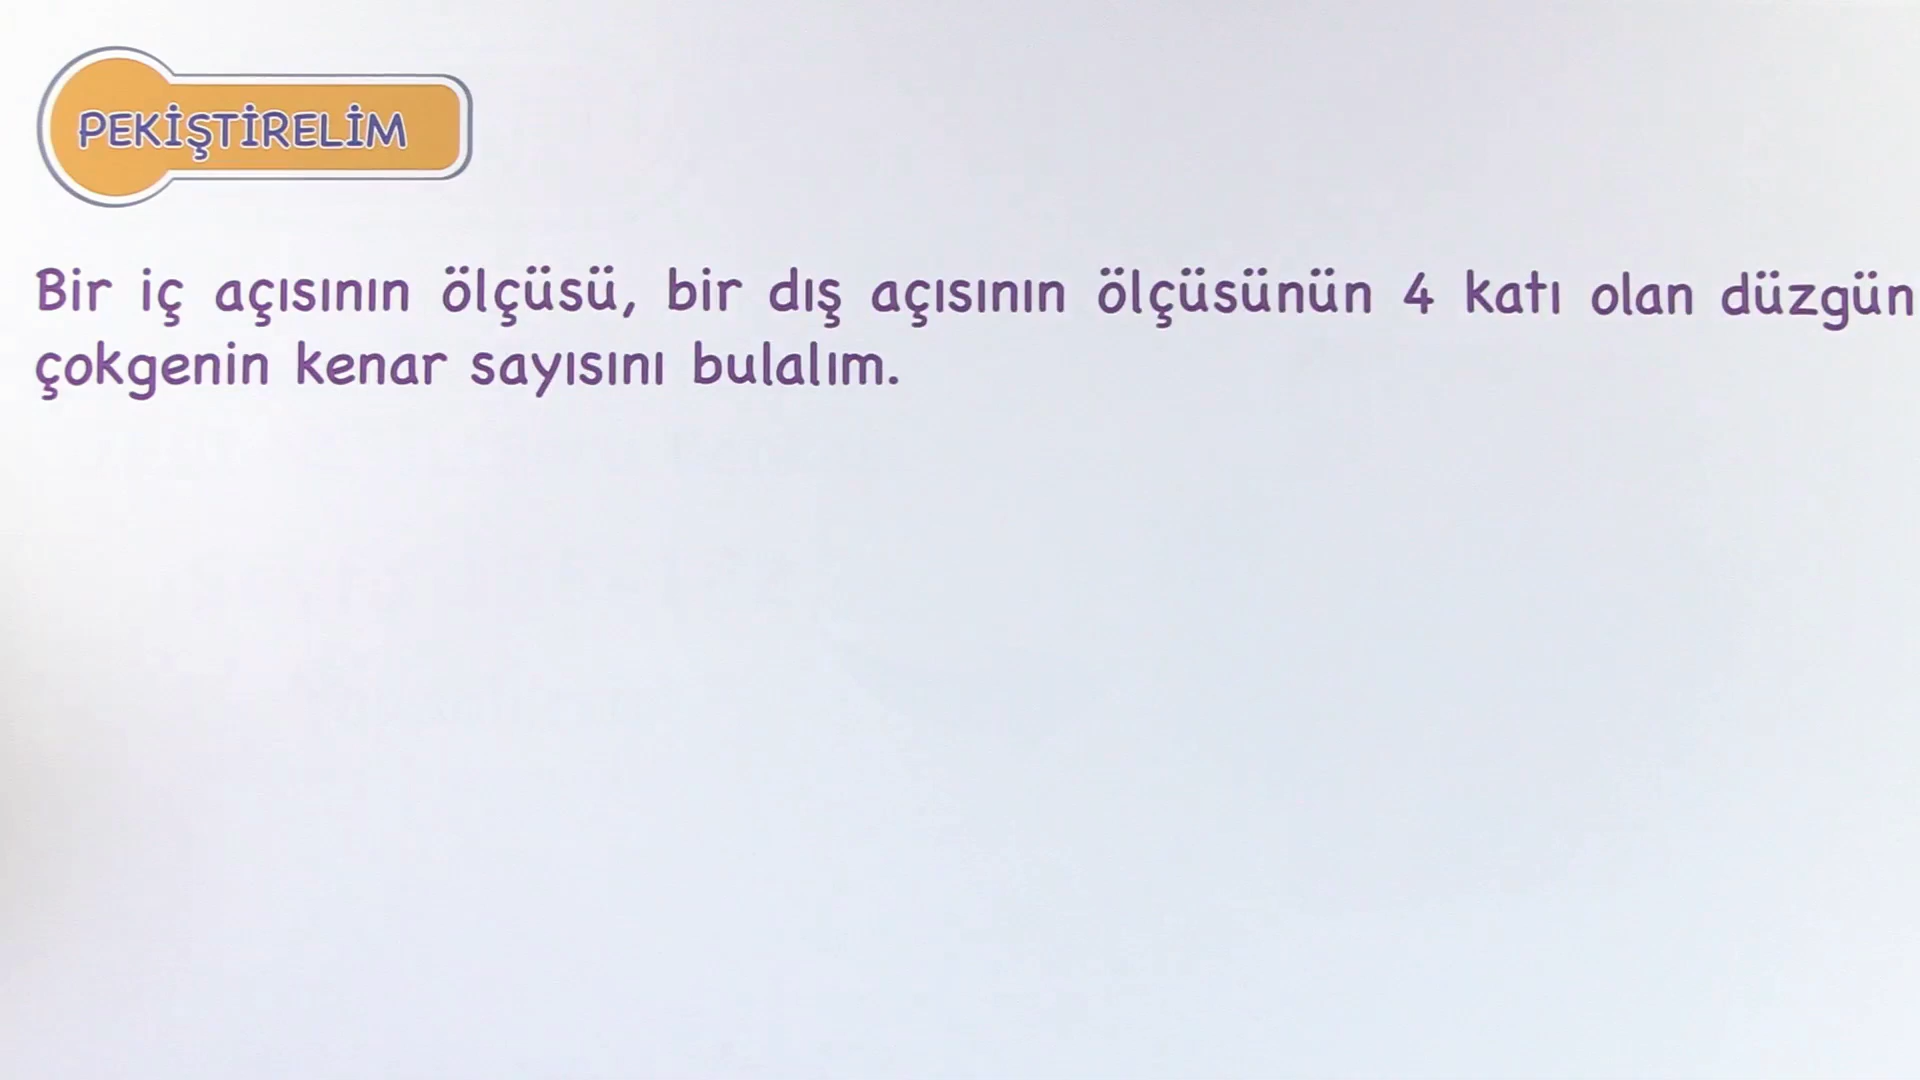 PEKİŞTİRELİM
Bir iç açısının ölçüsü, bir dış açısının ölçüsünün 4 katı olan düzgün
çokgenin kenar sayısını bulalım.